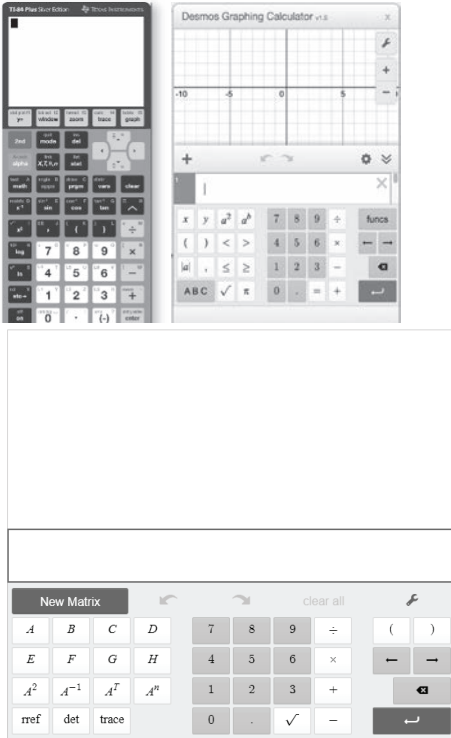 TI-84 Plus Silver Edition TEXAS INSTRUMENTS
y= window zoom trace graph
2nd mode del
alpha X,T,θ,n stat
math apps prgm vars clear
x⁻¹ sin cos tan ^
x² , ( ) ÷
log 7 8 9 ×
ln 4 5 6 −
sto→ 1 2 3 +
on 0 . (-) enter
Desmos Graphing Calculator v1.5 x
-10 -5 0 5
+
−
+
1
x y a² aᵇ 7 8 9 ÷ funcs
( ) < > 4 5 6 × ← →
|a| , ≤ ≥ 1 2 3 −
A B C √ π 0 . = +
New Matrix clear all
A B C D 7 8 9 ÷ ( )
E F G H 4 5 6 × ← →
A² A⁻¹ Aᵀ Aⁿ 1 2 3 +
rref det trace 0 . √ −